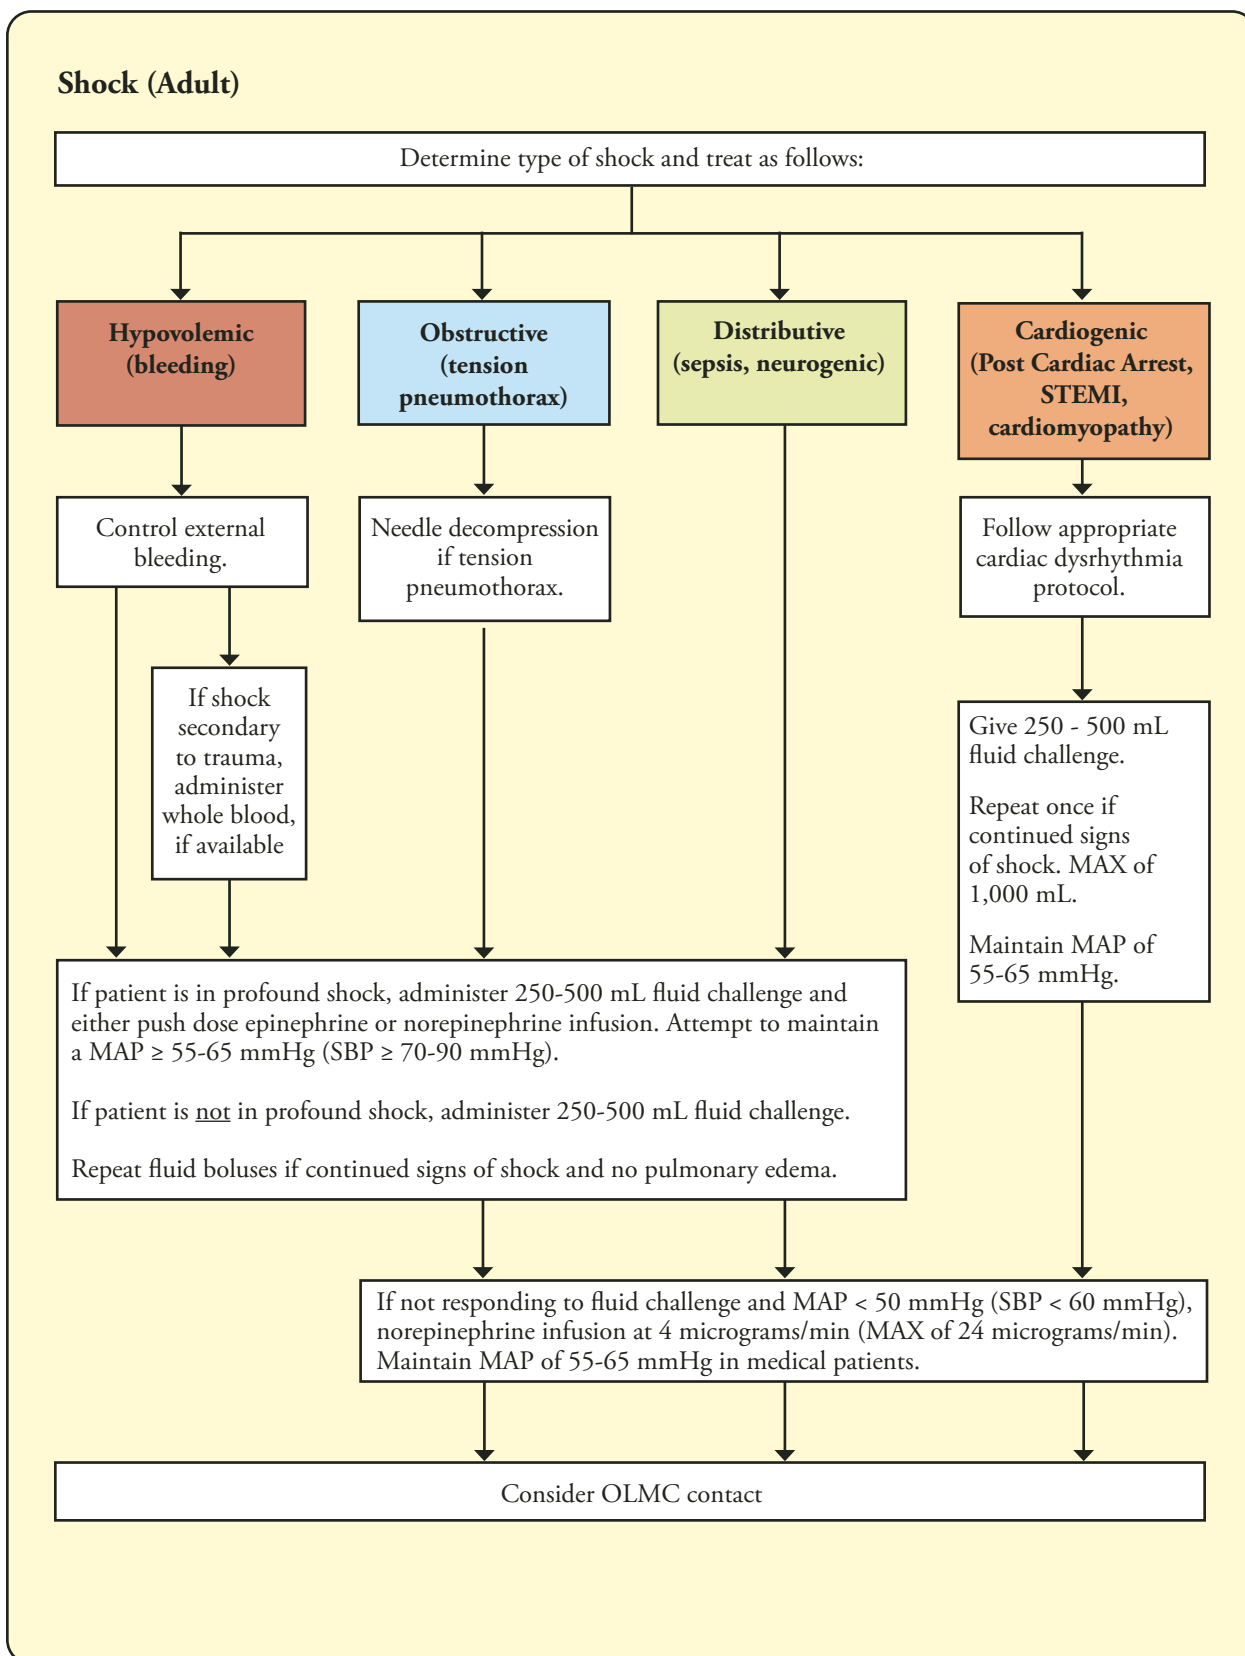 Shock (Adult)
Determine type of shock and treat as follows:
Hypovolemic
(bleeding)
Obstructive
(tension
pneumothorax)
Distributive
(sepsis, neurogenic)
Cardiogenic
(Post Cardiac Arrest,
STEMI,
cardiomyopathy)
Control external
bleeding.
Needle decompression
if tension
pneumothorax.
Follow appropriate
cardiac dysrhythmia
protocol.
If shock
secondary
to trauma,
administer
whole blood,
if available
Give 250 - 500 mL
fluid challenge.
Repeat once if
continued signs
of shock. MAX of
1,000 mL.
Maintain MAP of
55-65 mmHg.
If patient is in profound shock, administer 250-500 mL fluid challenge and
either push dose epinephrine or norepinephrine infusion. Attempt to maintain
a MAP ≥ 55-65 mmHg (SBP ≥ 70-90 mmHg).
If patient is not in profound shock, administer 250-500 mL fluid challenge.
Repeat fluid boluses if continued signs of shock and no pulmonary edema.
If not responding to fluid challenge and MAP < 50 mmHg (SBP < 60 mmHg),
norepinephrine infusion at 4 micrograms/min (MAX of 24 micrograms/min).
Maintain MAP of 55-65 mmHg in medical patients.
Consider OLMC contact